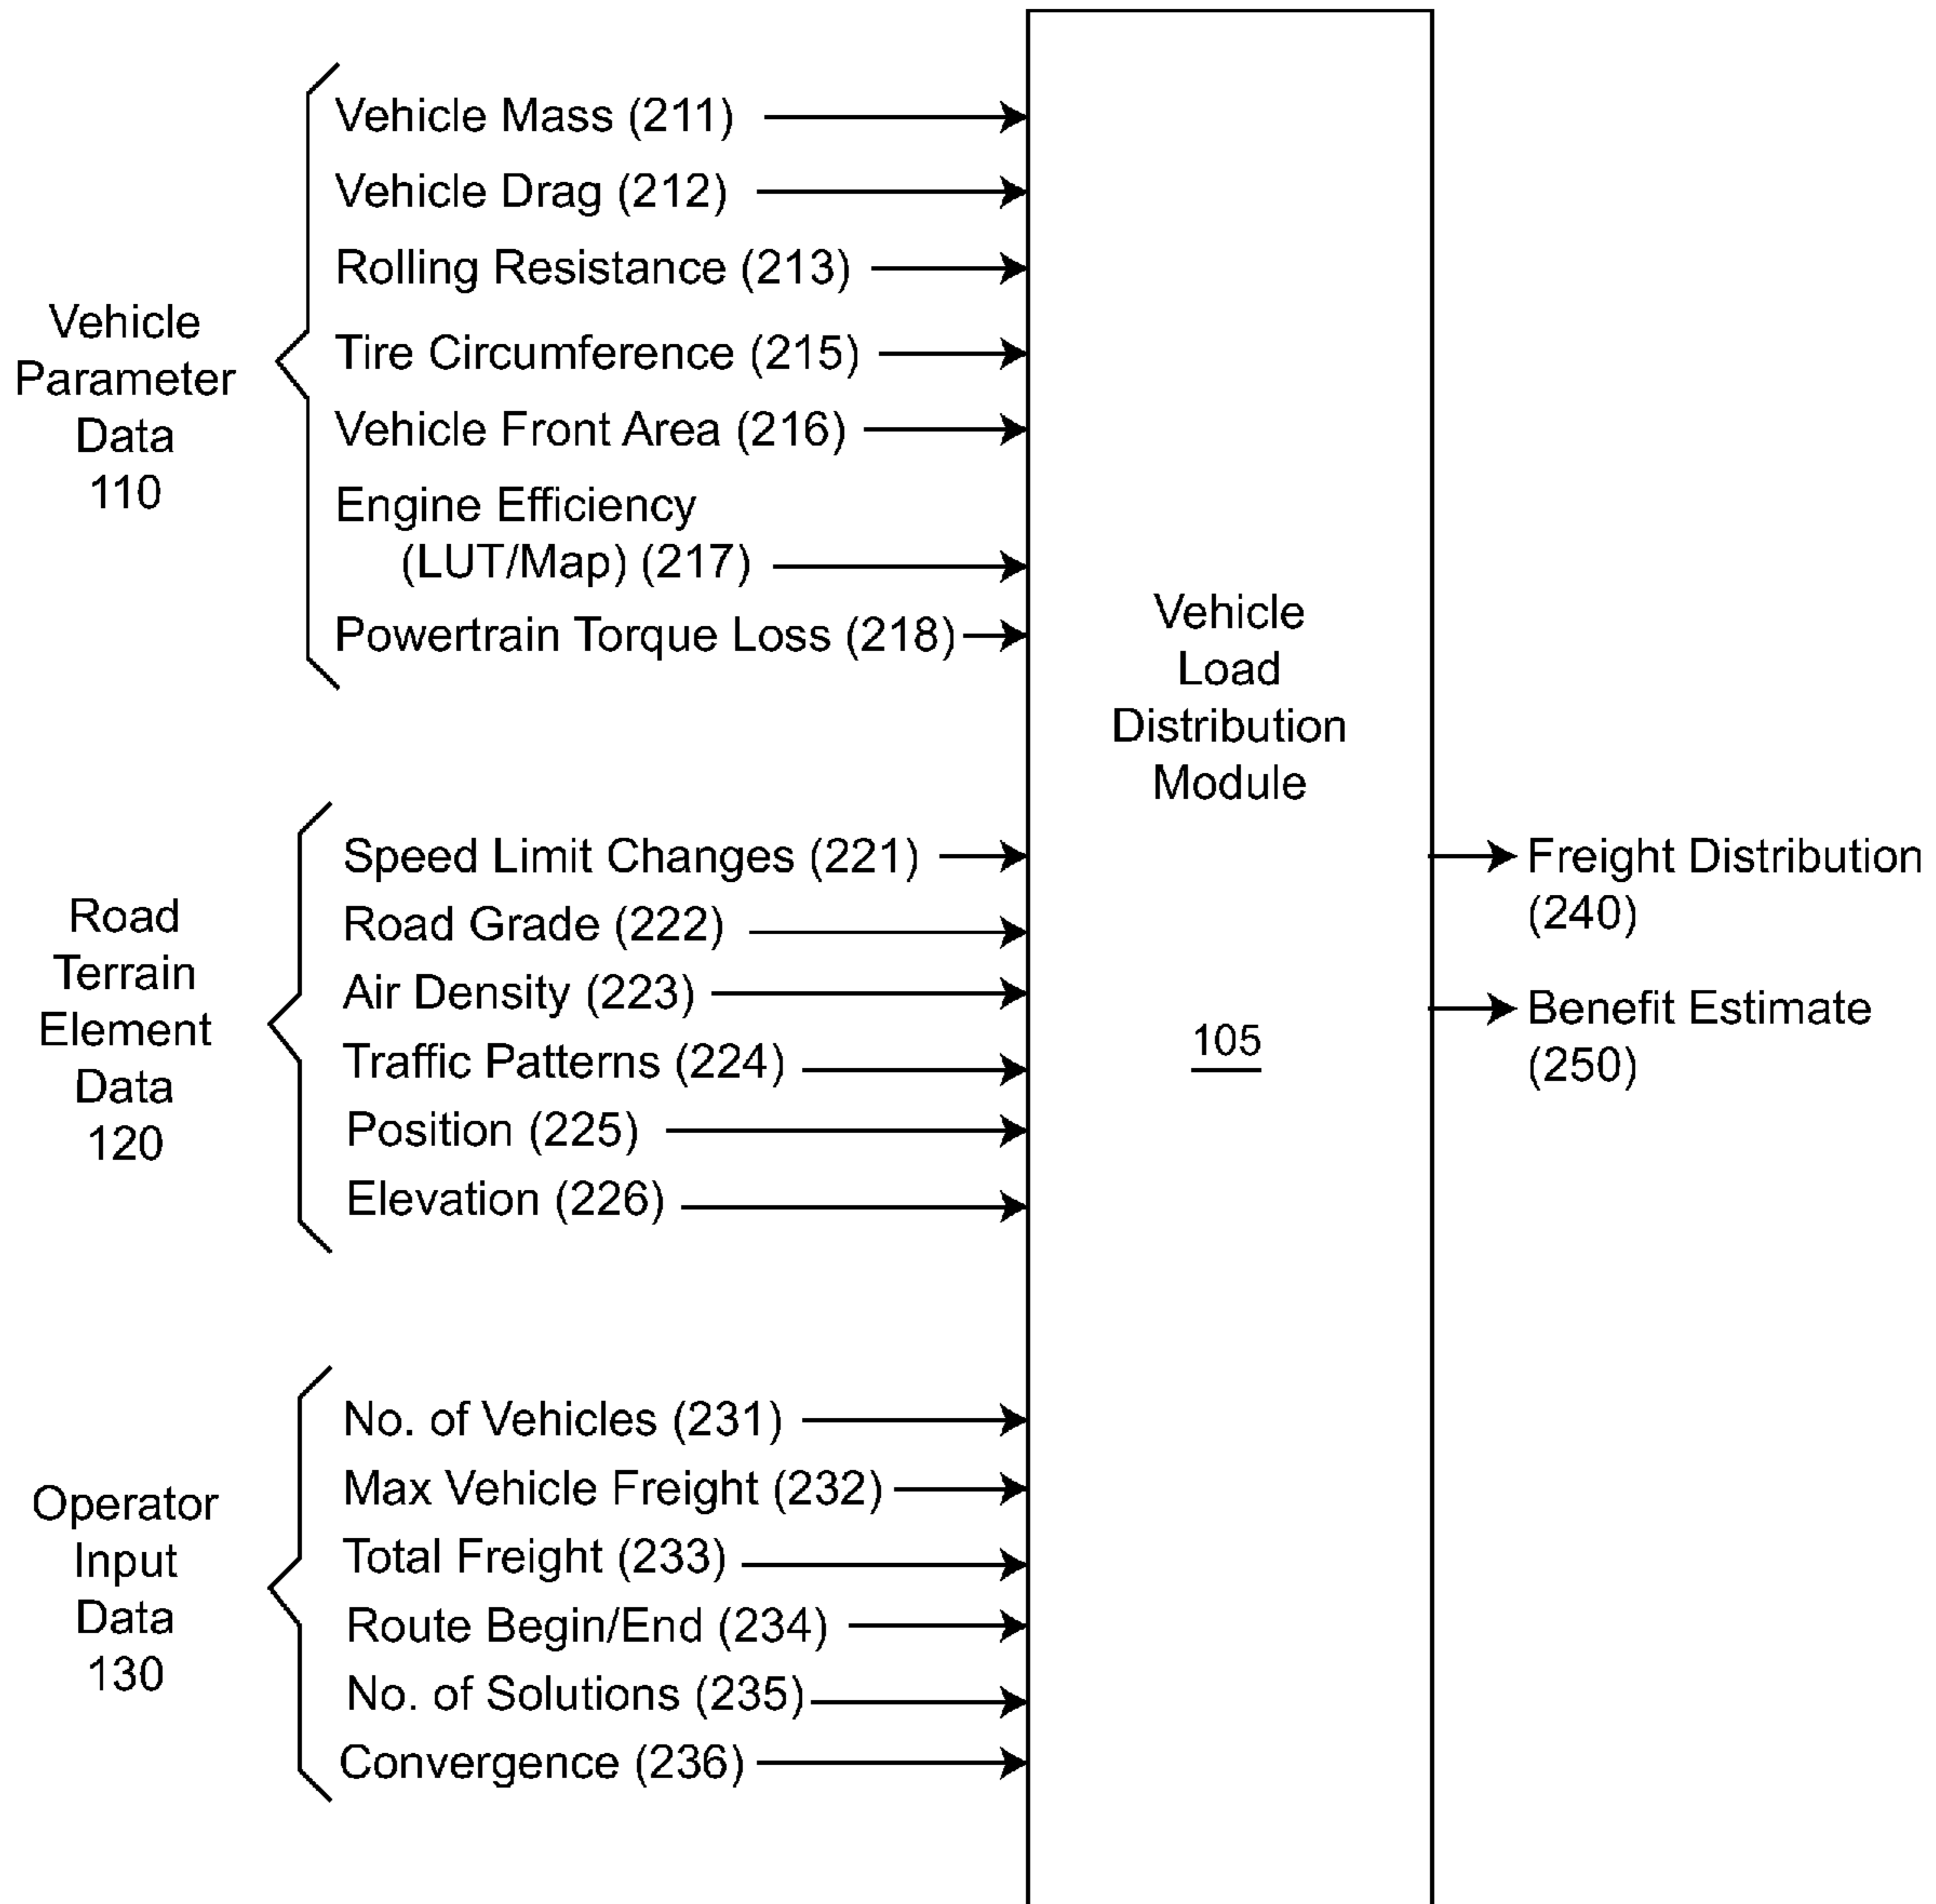 Vehicle
Parameter
Data
110
Vehicle Mass (211)
Vehicle Drag (212)
Rolling Resistance (213)
Tire Circumference (215)
Vehicle Front Area (216)
Engine Efficiency
(LUT/Map) (217)
Powertrain Torque Loss (218)
Road
Terrain
Element
Data
120
Speed Limit Changes (221)
Road Grade (222)
Air Density (223)
Traffic Patterns (224)
Position (225)
Elevation (226)
Operator
Input
Data
130
No. of Vehicles (231)
Max Vehicle Freight (232)
Total Freight (233)
Route Begin/End (234)
No. of Solutions (235)
Convergence (236)
Vehicle
Load
Distribution
Module
105
Freight Distribution
(240)
Benefit Estimate
(250)